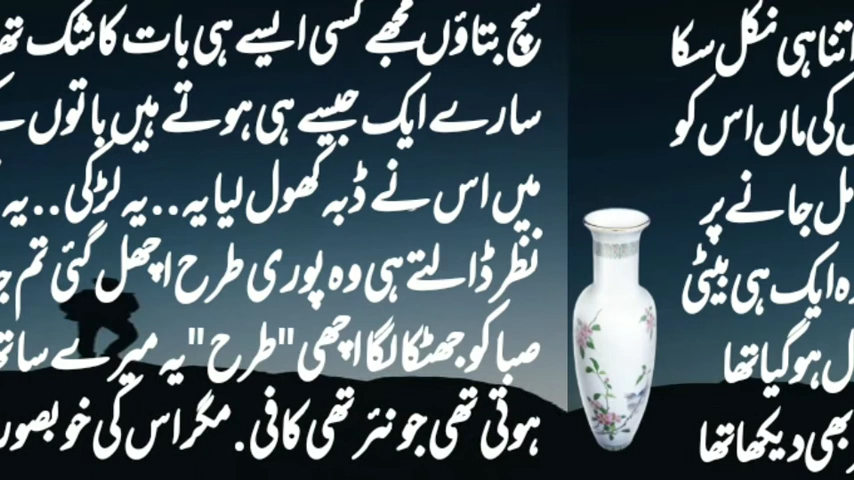 اتنا ہی نکل سکا
کی ماں اس کو
مل جانے پر
ہ ایک ہی بیٹی
ل ہو گیا تھا
بھی دیکھا تھا
سچ بتاؤں مجھے کسی ایسے ہی بات کا شک تھ
سارے ایک جیسے ہی ہوتے ہیں باتوں کے
میں اس نے ڈبہ کھول لیا یہ...یہ لڑکی...یہ
نظر ڈالتے ہی وہ پوری طرح اچھل گئی تم ج
صبا کو جھٹکا لگا اچھی "طرح" یہ میرے سات
ہوتی تھی جونئر تھی کافی. مگر اس کی خوبصور